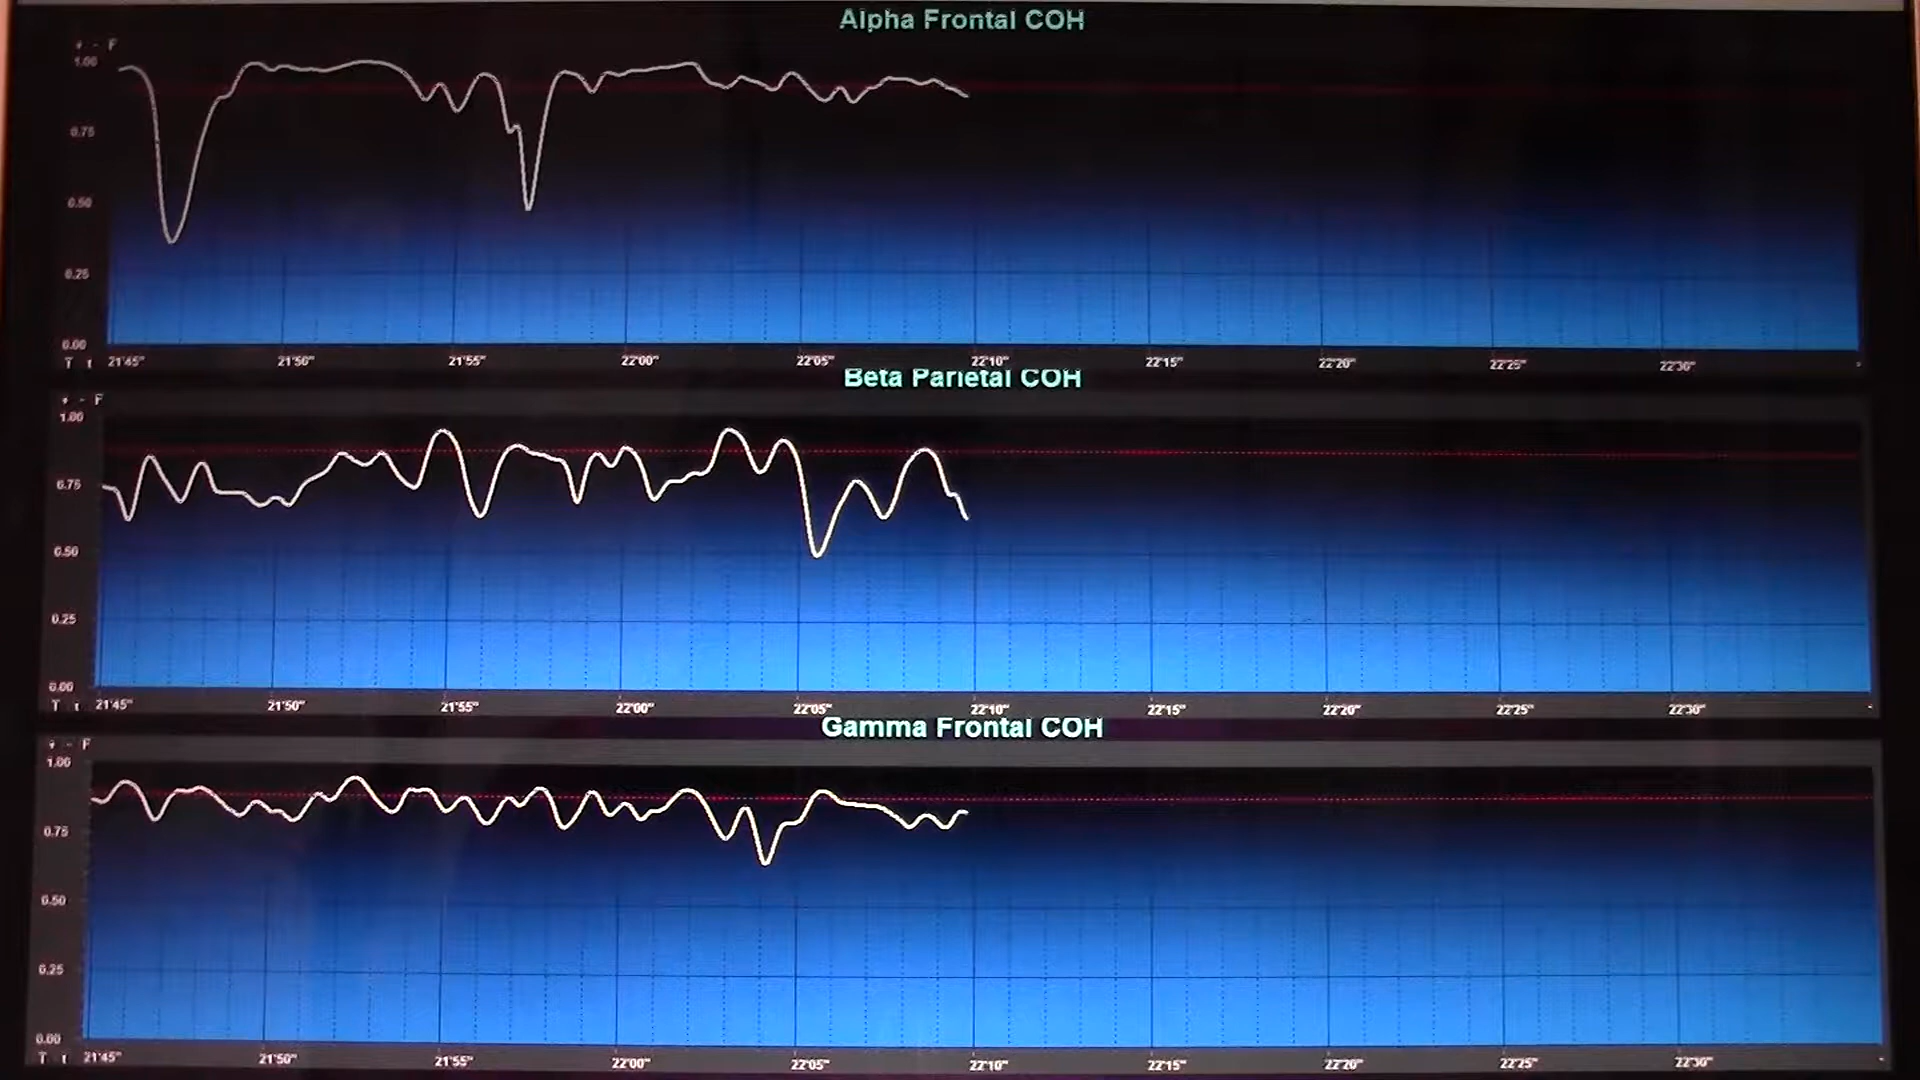 Alpha Frontal COH
- F
1.00
0.75
0.50
0.25
0.00
T t 21'45" 21'50" 21'55" 22'00" 22'05" 22'10" 22'15" 22'20" 22'25" 22'30"
Beta Parietal COH
- F
1.00
0.75
0.50
0.25
0.00
T t 21'45" 21'50" 21'55" 22'00" 22'05" 22'10" 22'15" 22'20" 22'25" 22'30"
Gamma Frontal COH
- F
1.00
0.75
0.50
0.25
0.00
T t 21'45" 21'50" 21'55" 22'00" 22'05" 22'10" 22'15" 22'20" 22'25" 22'30"